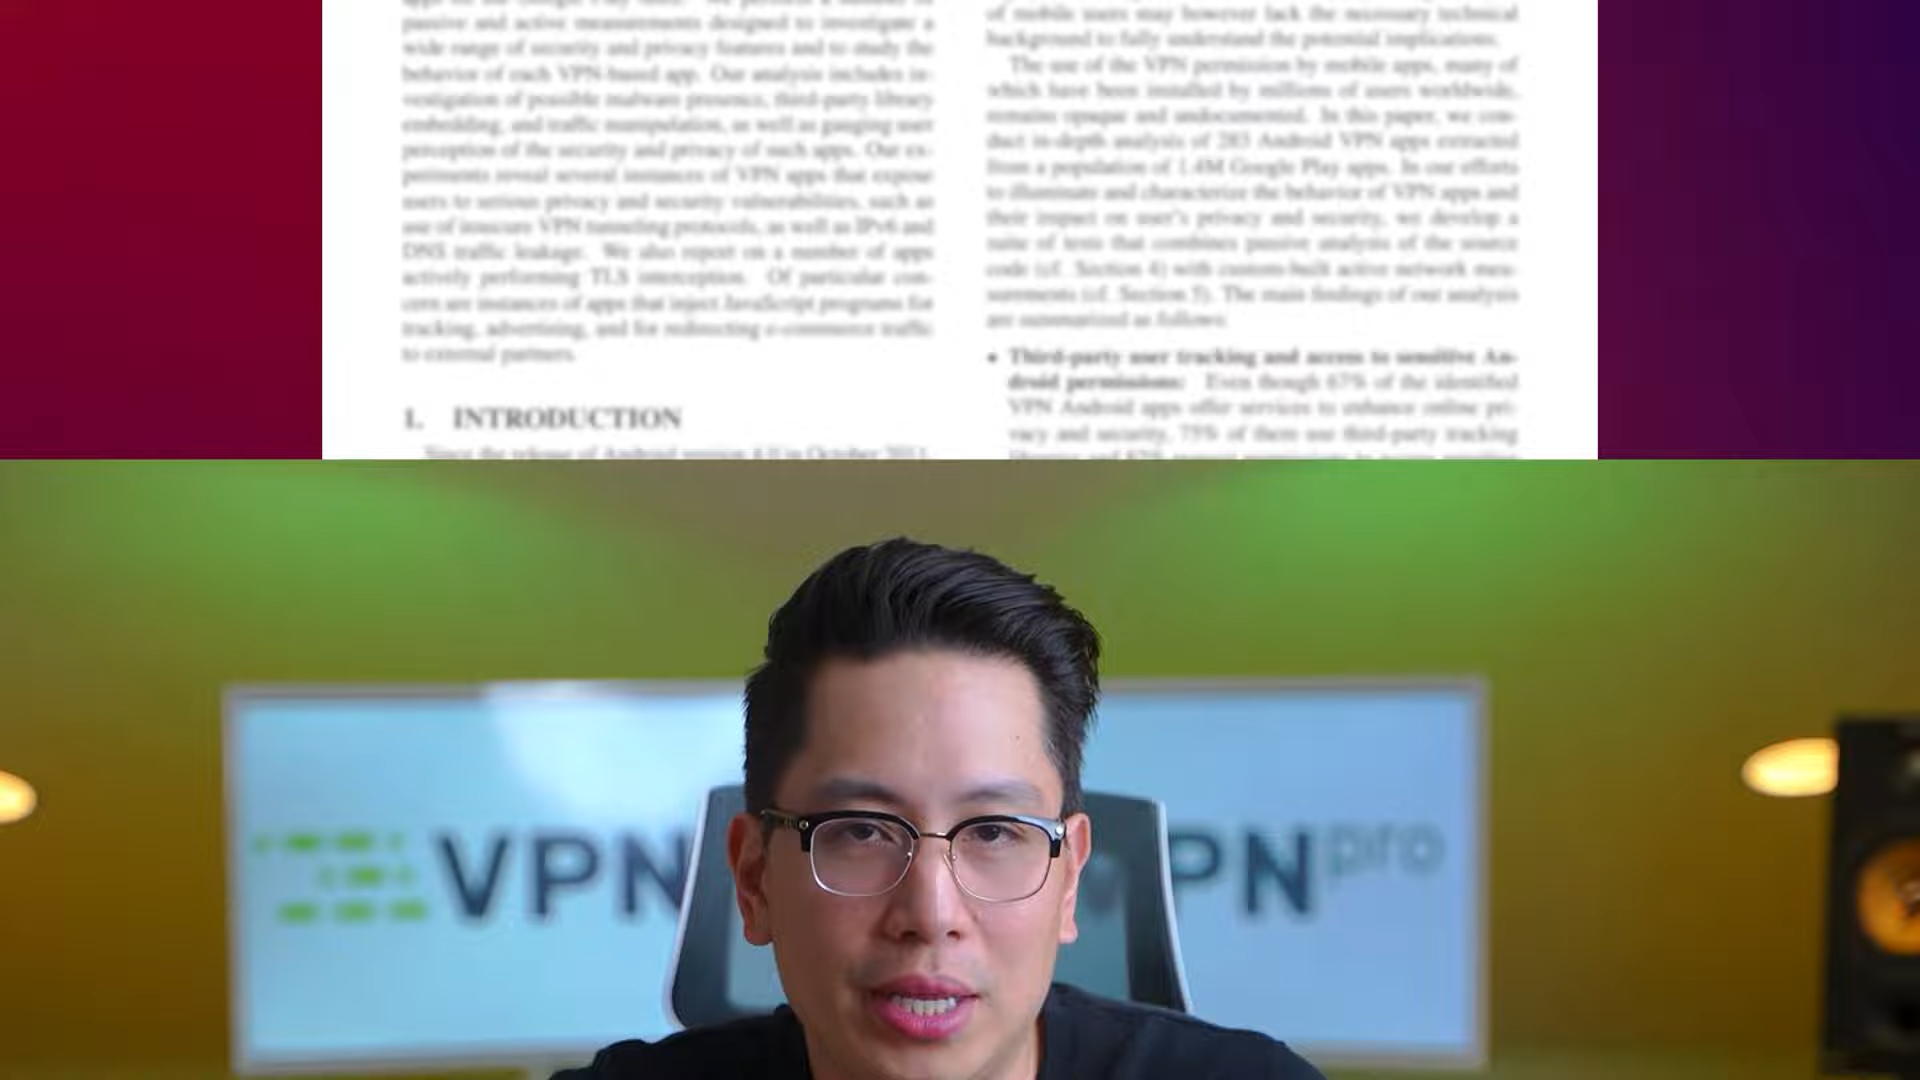 passive and active measurements designed to investigate a
wide range of security and privacy features and to study the
behavior of each VPN-based app. Our analysis includes in-
vestigation of possible malware presence, third-party library
embedding, and traffic manipulation, as well as gauging user
perception of the security and privacy of such apps. Our ex-
periments reveal several instances of VPN apps that expose
users to serious privacy and security vulnerabilities, such as
use of insecure VPN tunneling protocols, as well as IPv6 and
DNS traffic leakage. We also report on a number of apps
actively performing TLS interception. Of particular con-
cern are instances of apps that inject JavaScript programs for
tracking, advertising, and for redirecting e-commerce traffic
to external partners.
1. INTRODUCTION
Since the release of Android version 4.0 in October 2011,
of mobile users may however lack the necessary technical
background to fully understand the potential implications.
The use of the VPN permission by mobile apps, many of
which have been installed by millions of users worldwide,
remains opaque and undocumented. In this paper, we con-
duct in-depth analysis of 283 Android VPN apps extracted
from a population of 1.4M Google Play apps. In our efforts
to illuminate and characterize the behavior of VPN apps and
their impact on user's privacy and security, we develop a
suite of tests that combines passive analysis of the source
code (cf. Section 4) with custom-built active network mea-
surements (cf. Section 5). The main findings of our analysis
are summarized as follows:
• Third-party user tracking and access to sensitive An-
droid permissions: Even though 67% of the identified
VPN Android apps offer services to enhance online pri-
vacy and security, 75% of them use third-party tracking
VPN
PN pro